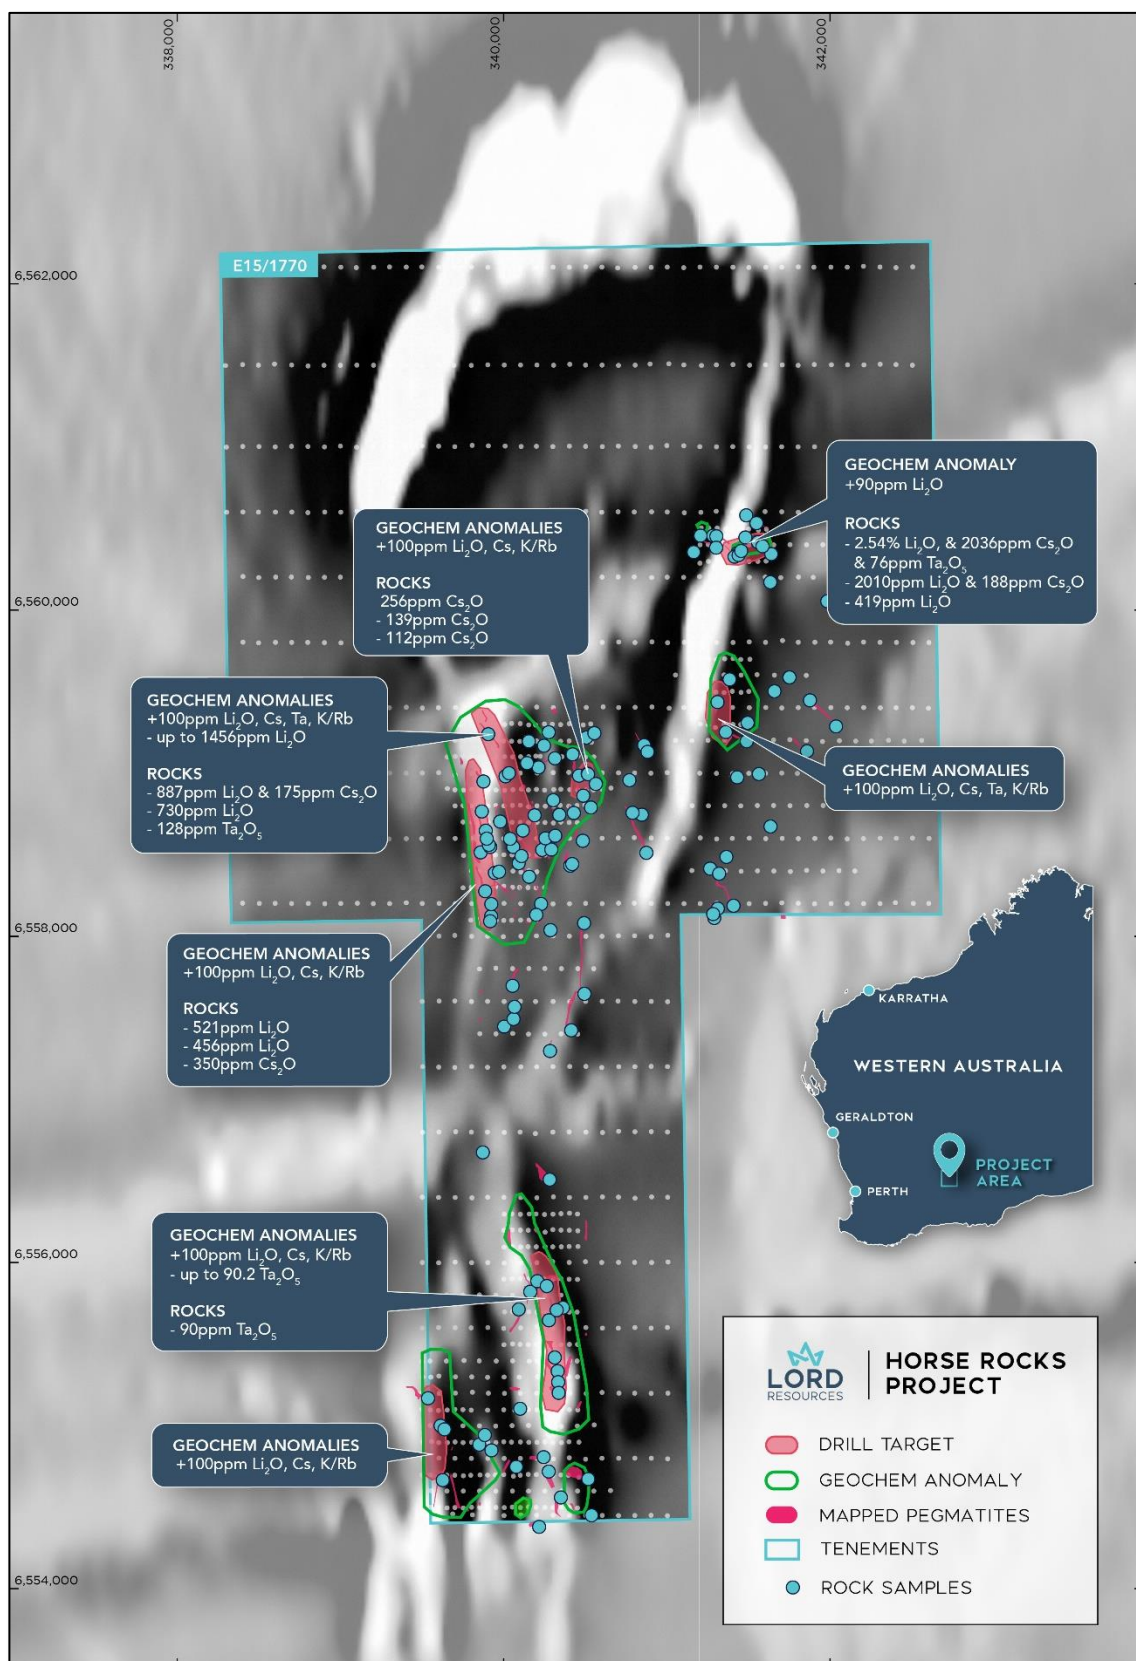 338,000
340,000
342,000
6,562,000
E15/1770
GEOCHEM ANOMALY
+90ppm Li₂O
ROCKS
- 2.54% Li₂O, & 2036ppm Cs₂O
& 76ppm Ta₂O₅
- 2010ppm Li₂O & 188ppm Cs₂O
- 419ppm Li₂O
GEOCHEM ANOMALIES
+100ppm Li₂O, Cs, K/Rb
ROCKS
256ppm Cs₂O
- 139ppm Cs₂O
- 112ppm Cs₂O
6,560,000
GEOCHEM ANOMALIES
+100ppm Li₂O, Cs, Ta, K/Rb
- up to 1456ppm Li₂O
ROCKS
- 887ppm Li₂O & 175ppm Cs₂O
- 730ppm Li₂O
- 128ppm Ta₂O₅
GEOCHEM ANOMALIES
+100ppm Li₂O, Cs, Ta, K/Rb
6,558,000
GEOCHEM ANOMALIES
+100ppm Li₂O, Cs, K/Rb
ROCKS
- 521ppm Li₂O
- 456ppm Li₂O
- 350ppm Cs₂O
KARRATHA
WESTERN AUSTRALIA
GERALDTON
PROJECT
AREA
PERTH
6,556,000
GEOCHEM ANOMALIES
+100ppm Li₂O, Cs, K/Rb
- up to 90.2 Ta₂O₅
ROCKS
- 90ppm Ta₂O₅
GEOCHEM ANOMALIES
+100ppm Li₂O, Cs, K/Rb
6,554,000
LORD
RESOURCES
HORSE ROCKS
PROJECT
DRILL TARGET
GEOCHEM ANOMALY
MAPPED PEGMATITES
TENEMENTS
ROCK SAMPLES